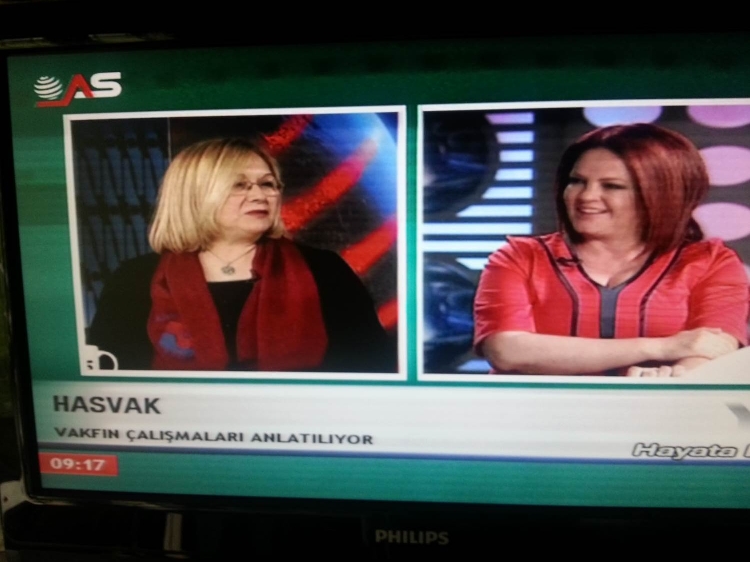 AS
HASVAK
VAKFIN ÇALIŞMALARI ANLATILIYOR
Hayata
09:17
PHILIPS